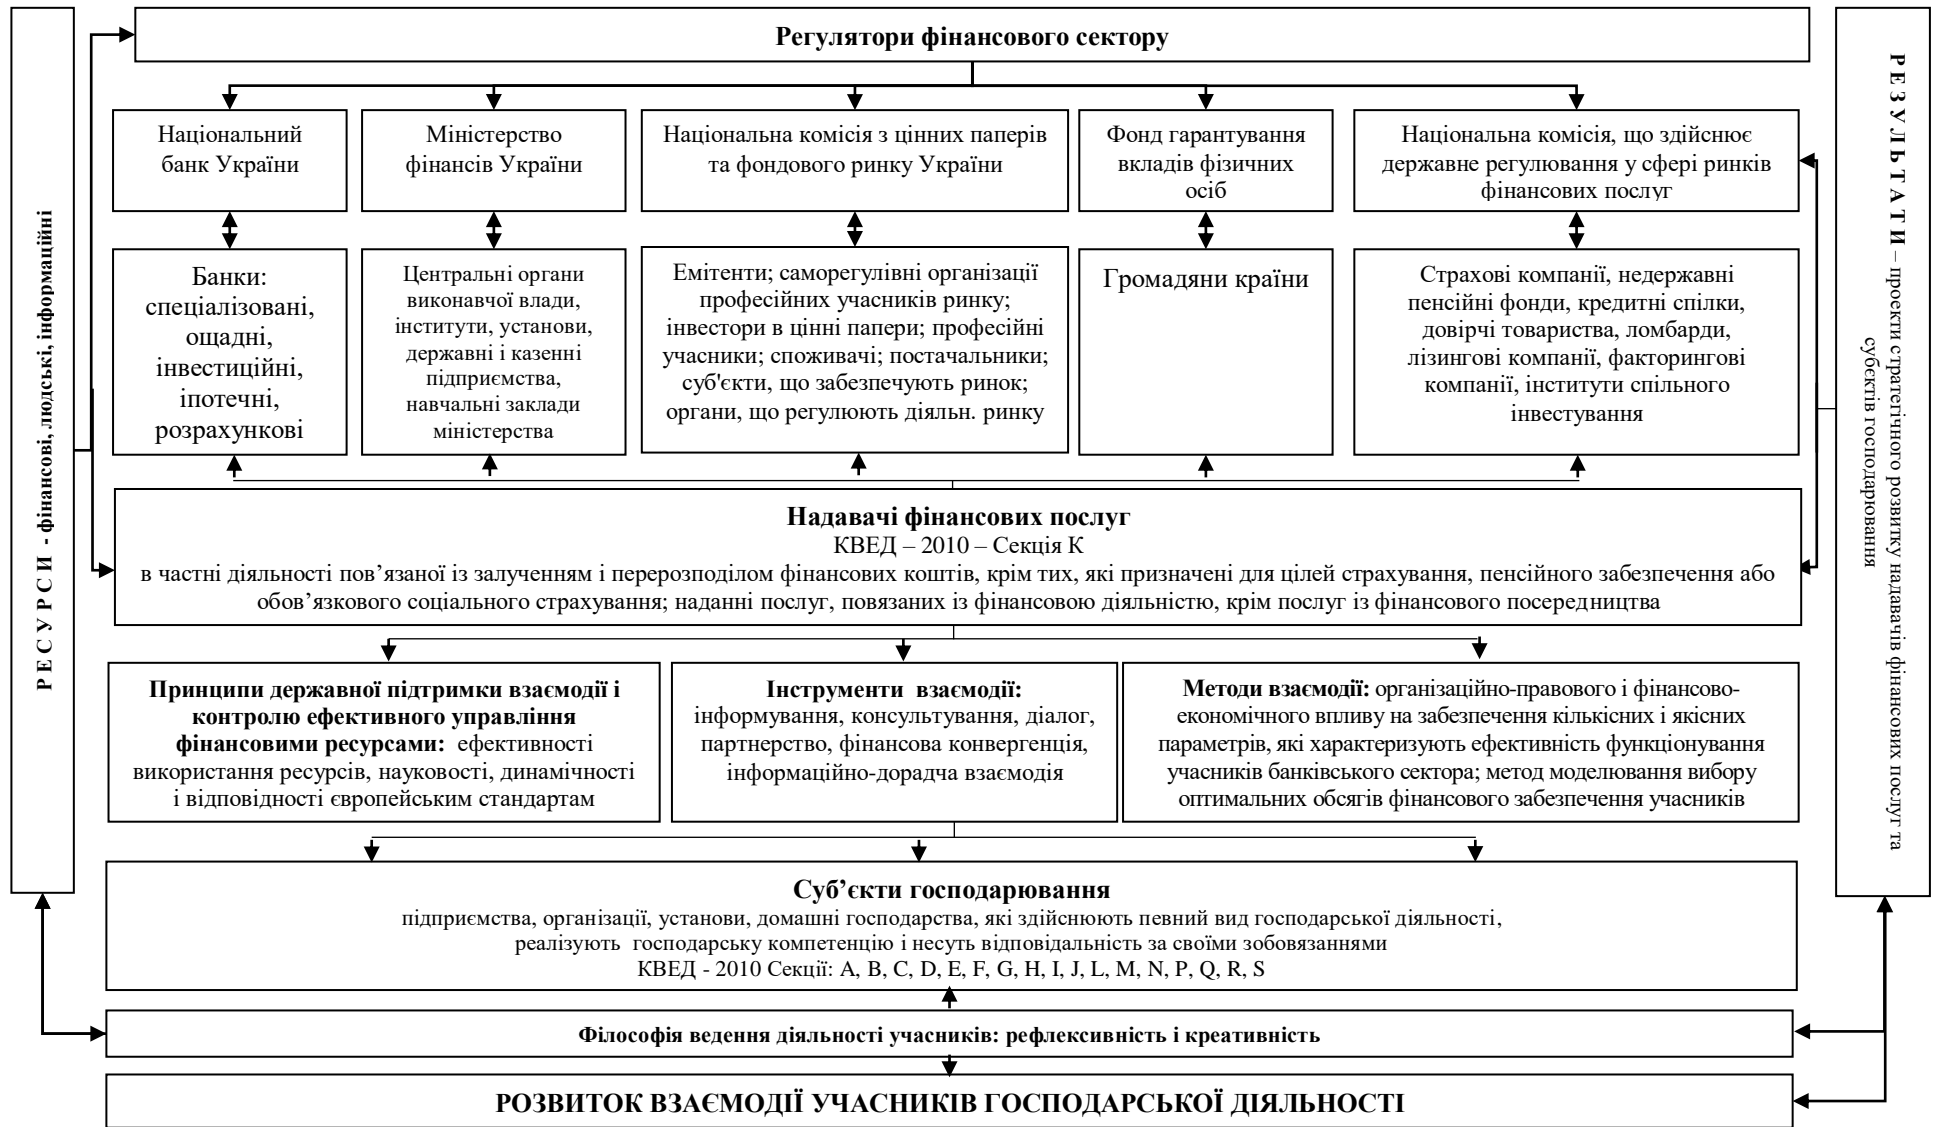 Регулятори фінансового сектору
Національний
банк України
Міністерство
фінансів України
Національна комісія з цінних паперів
та фондового ринку України
Фонд гарантування
вкладів фізичних
осіб
Національна комісія, що здійснює
державне регулювання у сфері ринків
фінансових послуг
Банки:
спеціалізовані,
ощадні,
інвестиційні,
іпотечні,
розрахункові
Центральні органи
виконавчої влади,
інститути, установи,
державні і казенні
підприємства,
навчальні заклади
міністерства
Емітенти; саморегулівні організації
професійних учасників ринку;
інвестори в цінні папери; професійні
учасники; споживачі; постачальники;
суб'єкти, що забезпечують ринок;
органи, що регулюють діяльн. ринку
Громадяни країни
Страхові компанії, недержавні
пенсійні фонди, кредитні спілки,
довірчі товариства, ломбарди,
лізингові компанії, факторингові
компанії, інститути спільного
інвестування
Надавачі фінансових послуг
КВЕД – 2010 – Секція К
в частні діяльності пов’язаної із залученням і перерозподілом фінансових коштів, крім тих, які призначені для цілей страхування, пенсійного забезпечення або
обов’язкового соціального страхування; наданні послуг, повязаних із фінансовою діяльністю, крім послуг із фінансового посередництва
Принципи державної підтримки взаємодії і
контролю ефективного управління
фінансовими ресурсами: ефективності
використання ресурсів, науковості, динамічності
і відповідності європейським стандартам
Інструменти взаємодії:
інформування, консультування, діалог,
партнерство, фінансова конвергенція,
інформаційно-дорадча взаємодія
Методи взаємодії: організаційно-правового і фінансово-
економічного впливу на забезпечення кількісних і якісних
параметрів, які характеризують ефективність функціонування
учасників банківського сектора; метод моделювання вибору
оптимальних обсягів фінансового забезпечення учасників
Суб’єкти господарювання
підприємства, організації, установи, домашні господарства, які здійснюють певний вид господарської діяльності,
реалізують господарську компетенцію і несуть відповідальність за своїми зобовязаннями
КВЕД - 2010 Секції: A, B, C, D, E, F, G, H, I, J, L, M, N, P, Q, R, S
Філософія ведення діяльності учасників: рефлексивність і креативність
РОЗВИТОК ВЗАЄМОДІЇ УЧАСНИКІВ ГОСПОДАРСЬКОЇ ДІЯЛЬНОСТІ
Р Е С У Р С И - фінансові, людські, інформаційні
Р Е З У Л Ь Т А Т И – проекти стратегічного розвитку надавачів фінансових послуг та
субєктів господарювання